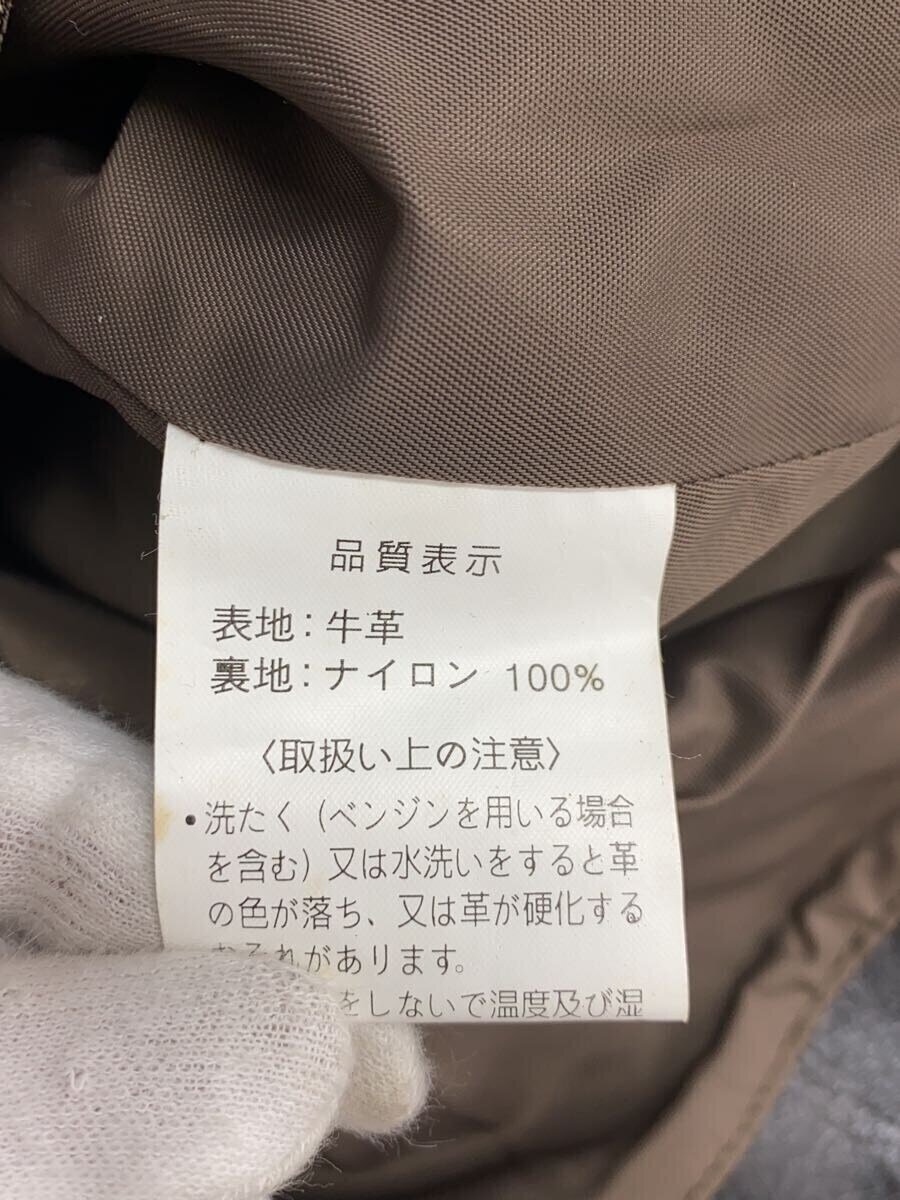 品質表示
表地:牛革
裏地:ナイロン 100%
〈取扱い上の注意〉
・洗たく(ベンジンを用いる場合
を含む)又は水洗いをすると革
の色が落ち、又は革が硬化する
おそれがあります。
をしないで温度及び湿